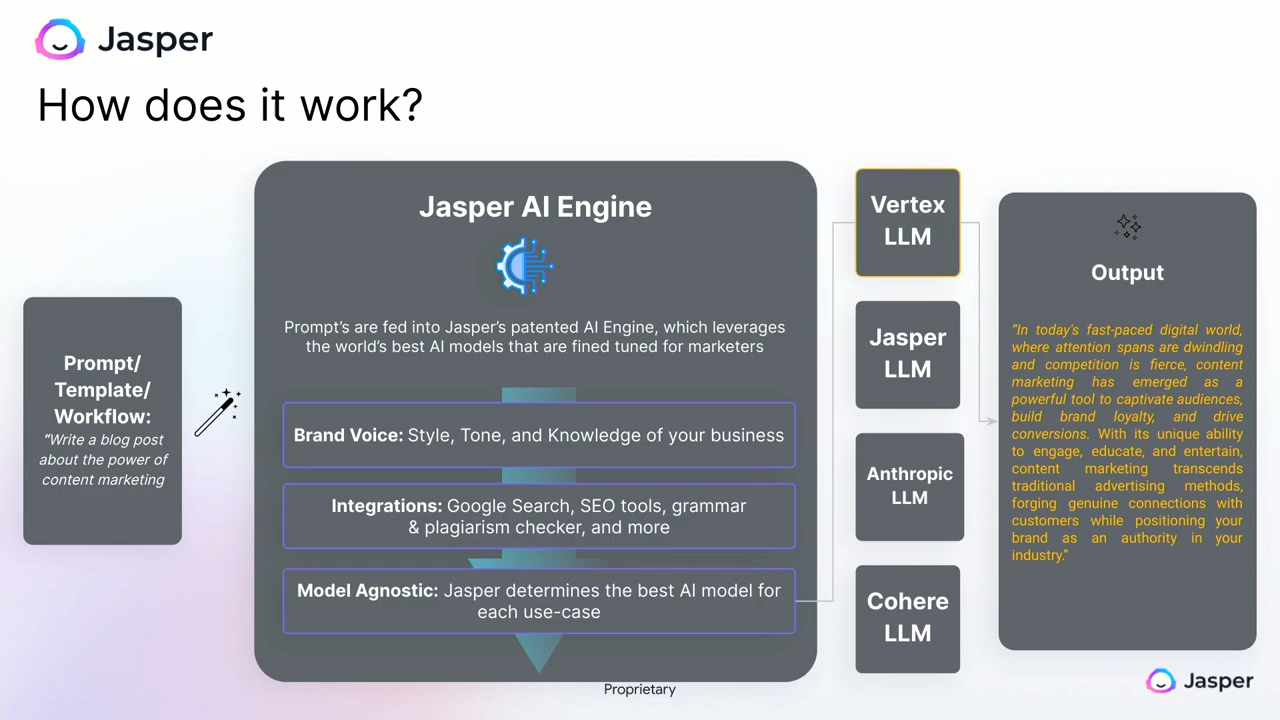 Jasper
How does it work?
Prompt/
Template/
Workflow:
“Write a blog post
about the power of
content marketing
Jasper AI Engine
Prompt’s are fed into Jasper’s patented AI Engine, which leverages
the world’s best AI models that are fined tuned for marketers
Brand Voice: Style, Tone, and Knowledge of your business
Integrations: Google Search, SEO tools, grammar
& plagiarism checker, and more
Model Agnostic: Jasper determines the best AI model for
each use-case
Vertex
LLM
Jasper
LLM
Anthropic
LLM
Cohere
LLM
Output
“In today's fast-paced digital world,
where attention spans are dwindling
and competition is fierce, content
marketing has emerged as a
powerful tool to captivate audiences,
build brand loyalty, and drive
conversions. With its unique ability
to engage, educate, and entertain,
content marketing transcends
traditional advertising methods,
forging genuine connections with
customers while positioning your
brand as an authority in your
industry.”
Proprietary
Jasper